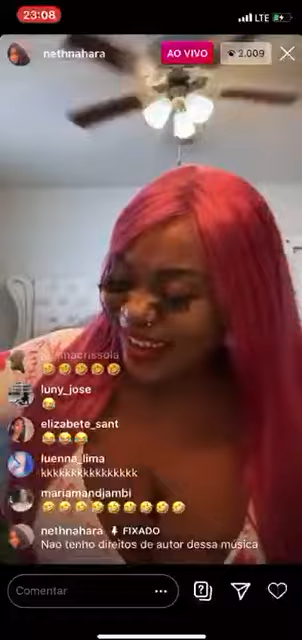 23:08
LTE
nethnahara
AO VIVO
2.009
luny_jose
😂
elizabete_sant
😂😂😂
luenna_lima
kkkkkkkkkkkkkkkkk
mariamandjambi
🤣🤣🤣🤣🤣🤣🤣🤣🤣
nethnahara FIXADO
Nao tenho direitos de autor dessa música
Comentar